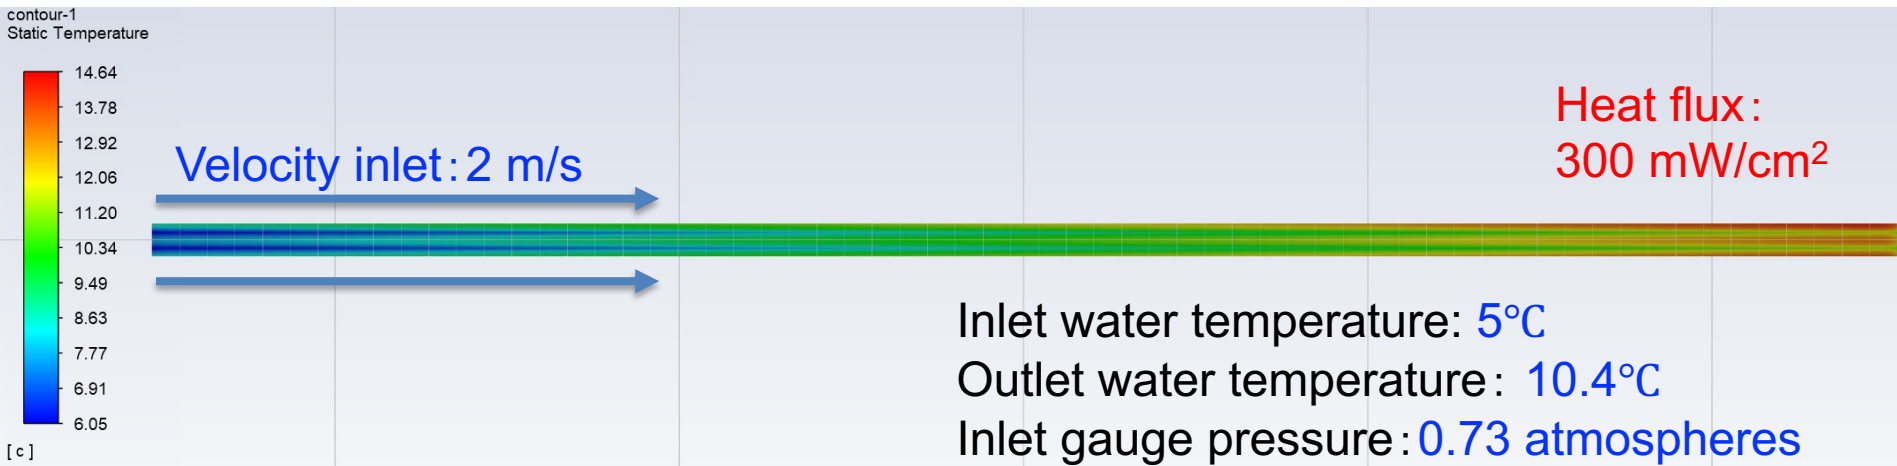 contour-1
Static Temperature
14.64
13.78
12.92
12.06
11.20
10.34
9.49
8.63
7.77
6.91
6.05
[ c ]
Velocity inlet：2 m/s
Heat flux：
300 mW/cm²
Inlet water temperature: 5℃
Outlet water temperature： 10.4℃
Inlet gauge pressure：0.73 atmospheres